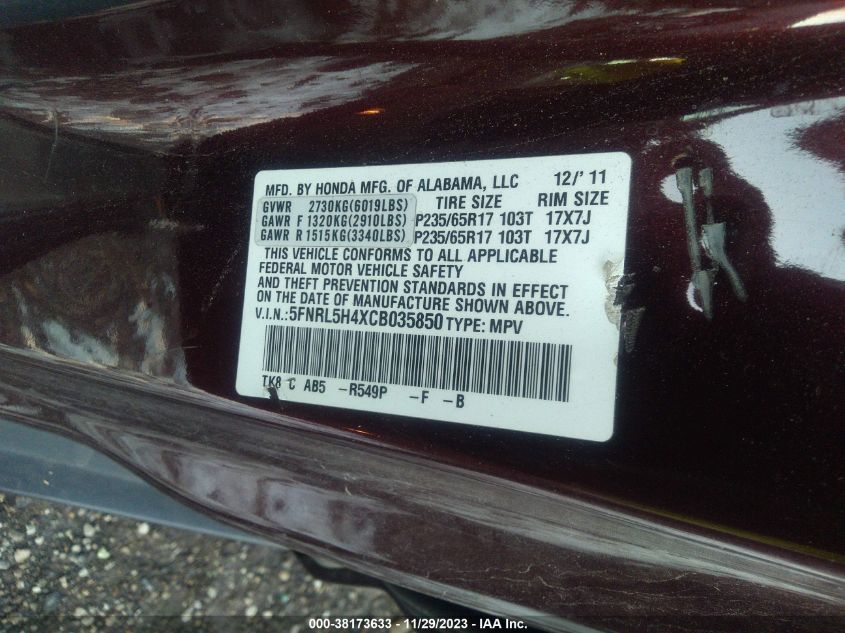 MFD. BY HONDA MFG. OF ALABAMA, LLC 12/'11
GVWR 2730KG(6019LBS) TIRE SIZE RIM SIZE
GAWR F 1320KG(2910LBS) P235/65R17 103T 17X7J
GAWR R 1515KG(3340LBS) P235/65R17 103T 17X7J
THIS VEHICLE CONFORMS TO ALL APPLICABLE
FEDERAL MOTOR VEHICLE SAFETY
AND THEFT PREVENTION STANDARDS IN EFFECT
ON THE DATE OF MANUFACTURE SHOWN ABOVE.
V.I.N.:5FNRL5H4XCB035850 TYPE: MPV
TK8 C AB5 -R549P -F -B
000-38173633 - 11/29/2023 - IAA Inc.